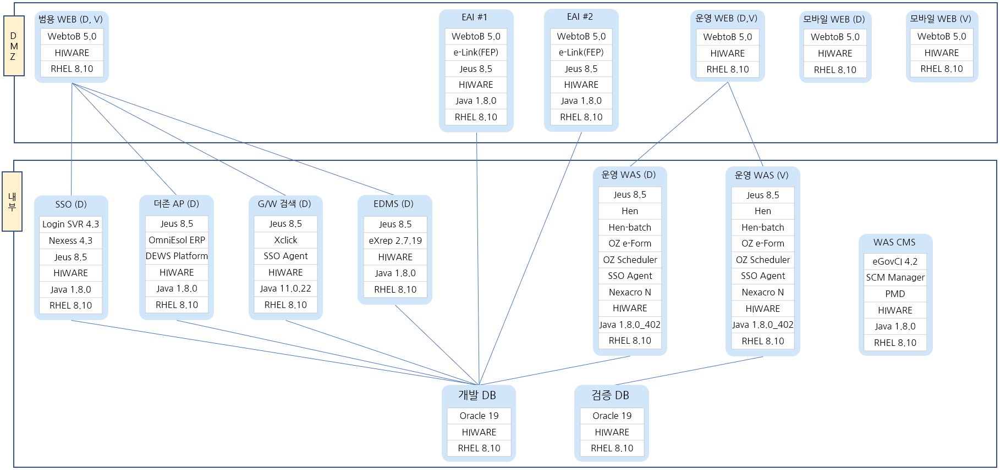 D
M
Z
범용 WEB (D, V)
WebtoB 5.0
HIWARE
RHEL 8.10
EAI #1
WebtoB 5.0
e-Link(FEP)
Jeus 8.5
HIWARE
Java 1.8.0
RHEL 8.10
EAI #2
WebtoB 5.0
e-Link(FEP)
Jeus 8.5
HIWARE
Java 1.8.0
RHEL 8.10
운영 WEB (D,V)
WebtoB 5.0
HIWARE
RHEL 8.10
모바일 WEB (D)
WebtoB 5.0
HIWARE
RHEL 8.10
모바일 WEB (V)
WebtoB 5.0
HIWARE
RHEL 8.10
내
부
SSO (D)
Login SVR 4.3
Nexess 4.3
Jeus 8.5
HIWARE
Java 1.8.0
RHEL 8.10
더존 AP (D)
Jeus 8.5
OmniEsol ERP
DEWS Platform
HIWARE
Java 1.8.0
RHEL 8.10
G/W 검색 (D)
Jeus 8.5
Xclick
SSO Agent
HIWARE
Java 11.0.22
RHEL 8.10
EDMS (D)
Jeus 8.5
eXrep 2.7.19
HIWARE
Java 1.8.0
RHEL 8.10
운영 WAS (D)
Jeus 8.5
Hen
Hen-batch
OZ e-Form
OZ Scheduler
SSO Agent
Nexacro N
HIWARE
Java 1.8.0_402
RHEL 8.10
운영 WAS (V)
Jeus 8.5
Hen
Hen-batch
OZ e-Form
OZ Scheduler
SSO Agent
Nexacro N
HIWARE
Java 1.8.0_402
RHEL 8.10
WAS CMS
eGovCI 4.2
SCM Manager
PMD
HIWARE
Java 1.8.0
RHEL 8.10
개발 DB
Oracle 19
HIWARE
RHEL 8.10
검증 DB
Oracle 19
HIWARE
RHEL 8.10